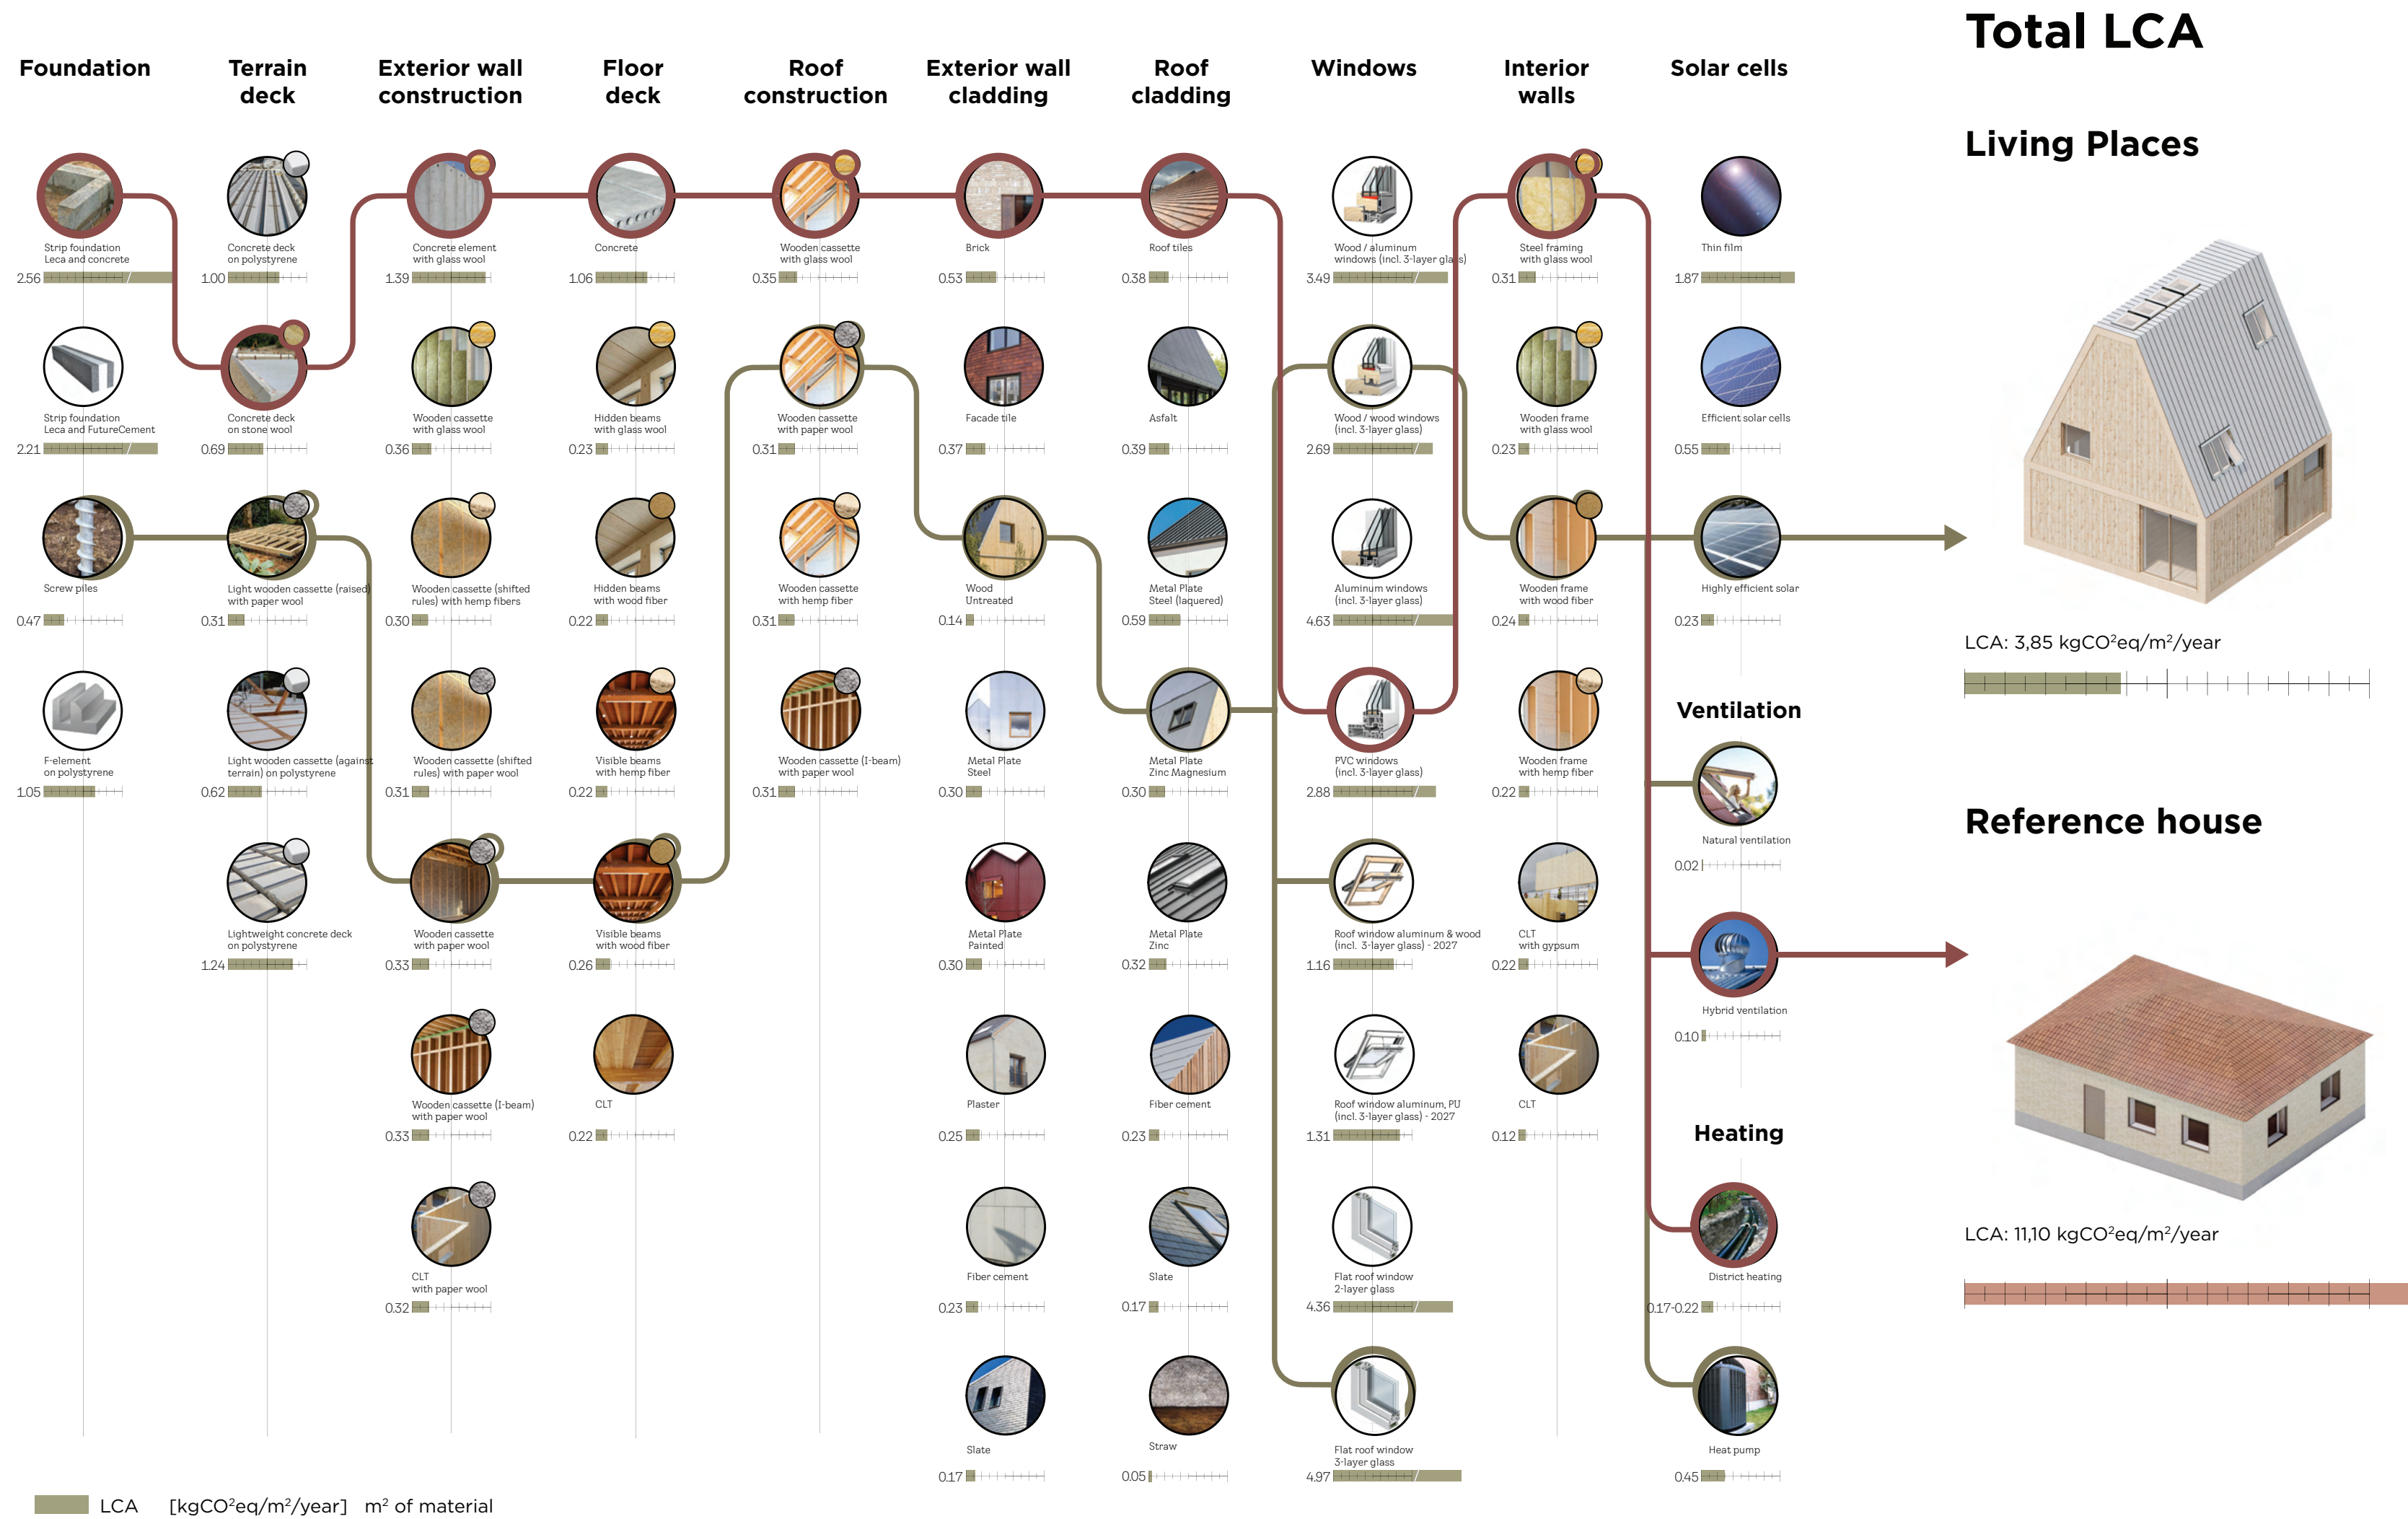 Total LCA
Foundation
Terrain
deck
Exterior wall
construction
Floor
deck
Roof
construction
Exterior wall
cladding
Roof
cladding
Windows
Interior
walls
Solar cells
Living Places
Strip foundation
Leca and concrete
2.56
Strip foundation
Leca and FutureCement
2.21
Screw piles
0.47
F-element
on polystyrene
1.05
Concrete deck
on polystyrene
1.00
Concrete deck
on stone wool
0.69
Light wooden cassette (raised)
with paper wool
0.31
Light wooden cassette (against
terrain) on polystyrene
0.62
Lightweight concrete deck
on polystyrene
1.24
Concrete element
with glass wool
1.39
Wooden cassette
with glass wool
0.36
Wooden cassette (shifted
rules) with hemp fibers
0.30
Wooden cassette (shifted
rules) with paper wool
0.31
Wooden cassette
with paper wool
0.33
Wooden cassette (I-beam)
with paper wool
0.33
CLT
with paper wool
0.32
Concrete
1.06
Hidden beams
with glass wool
0.23
Hidden beams
with wood fiber
0.22
Visible beams
with hemp fiber
0.22
Visible beams
with wood fiber
0.26
CLT
0.22
Wooden cassette
with glass wool
0.35
Wooden cassette
with paper wool
0.31
Wooden cassette
with hemp fiber
0.31
Wooden cassette (I-beam)
with paper wool
0.31
Brick
0.53
Facade tile
0.37
Wood
Untreated
0.14
Metal Plate
Steel
0.30
Metal Plate
Painted
0.30
Plaster
0.25
Fiber cement
0.23
Slate
0.17
Roof tiles
0.38
Asfalt
0.39
Metal Plate
Steel (laquered)
0.59
Metal Plate
Zinc Magnesium
0.30
Metal Plate
Zinc
0.32
Fiber cement
0.23
Slate
0.17
Straw
0.05
Wood / aluminum
windows (incl. 3-layer glass)
3.49
Wood / wood windows
(incl. 3-layer glass)
2.69
Aluminum windows
(incl. 3-layer glass)
4.63
PVC windows
(incl. 3-layer glass)
2.88
Roof window aluminum & wood
(incl. 3-layer glass) - 2027
1.16
Roof window aluminum, PU
(incl. 3-layer glass) - 2027
1.31
Flat roof window
2-layer glass
4.36
Flat roof window
3-layer glass
4.97
Steel framing
with glass wool
0.31
Wooden frame
with glass wool
0.23
Wooden frame
with wood fiber
0.24
Wooden frame
with hemp fiber
0.22
CLT
with gypsum
0.22
CLT
0.12
Thin film
1.87
Efficient solar cells
0.55
Highly efficient solar
0.23
Ventilation
Natural ventilation
0.02
Hybrid ventilation
0.10
Heating
District heating
0.17-0.22
Heat pump
0.45
LCA: 3,85 kgCO²eq/m²/year
Reference house
LCA: 11,10 kgCO²eq/m²/year
LCA [kgCO²eq/m²/year] m² of material